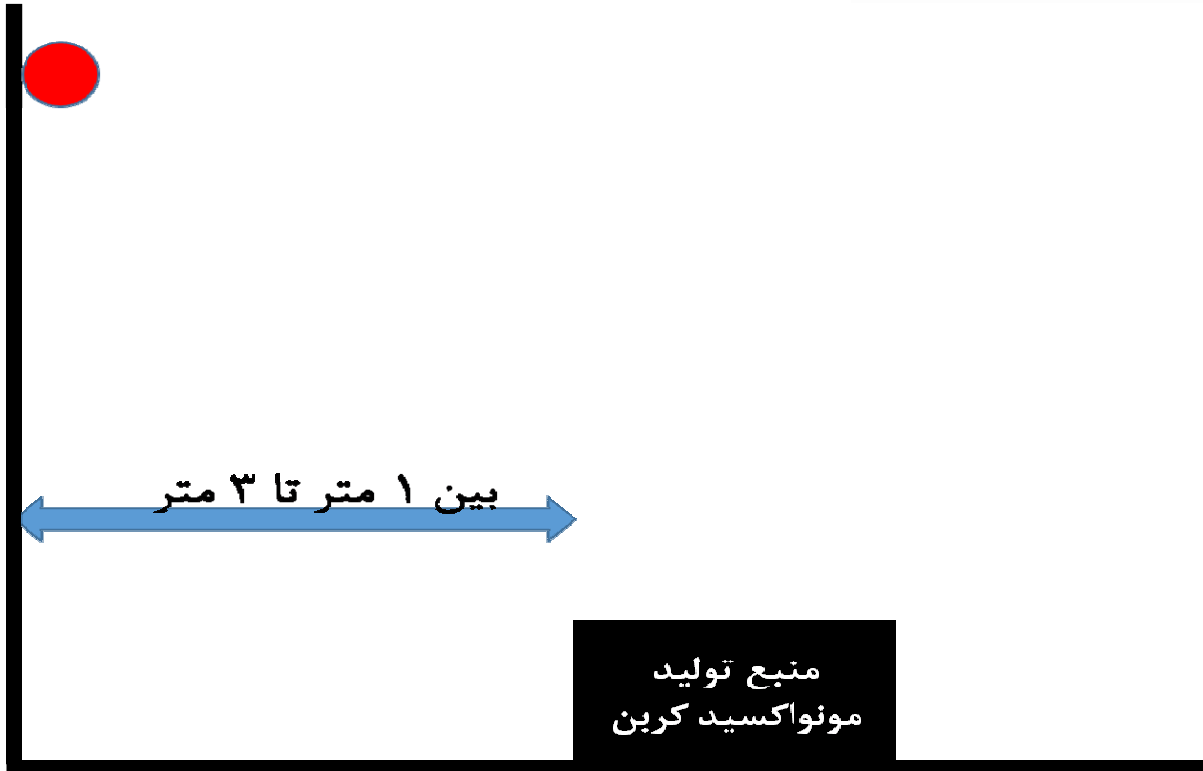 بین ۱ متر تا ۳ متر
منبع تولید
مونواکسید کربن